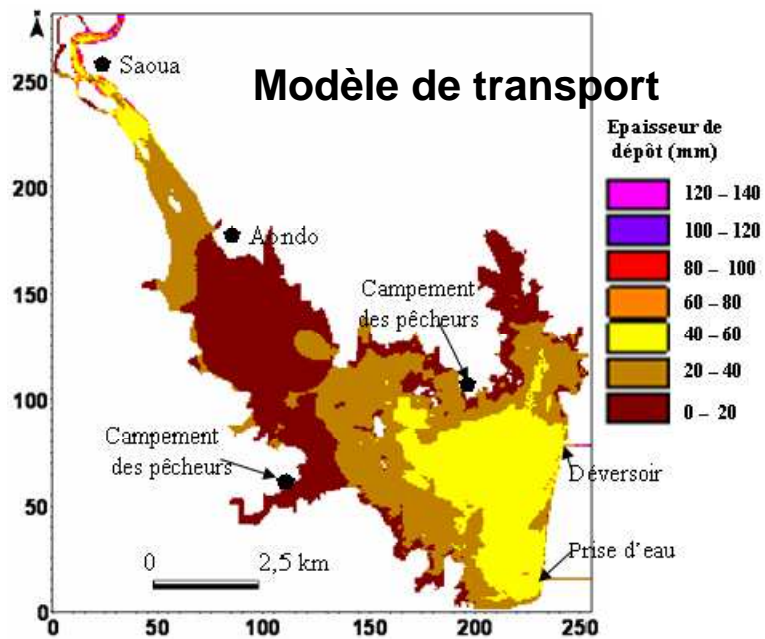 Modèle de transport
Saoua
Aondo
Campement
des pêcheurs
Campement
des pêcheurs
Déversoir
Prise d'eau
0 2,5 km
Epaisseur de
dépôt (mm)
120 – 140
100 – 120
80 – 100
60 – 80
40 – 60
20 – 40
0 – 20
250
200
150
100
50
0
0 50 100 150 200 250